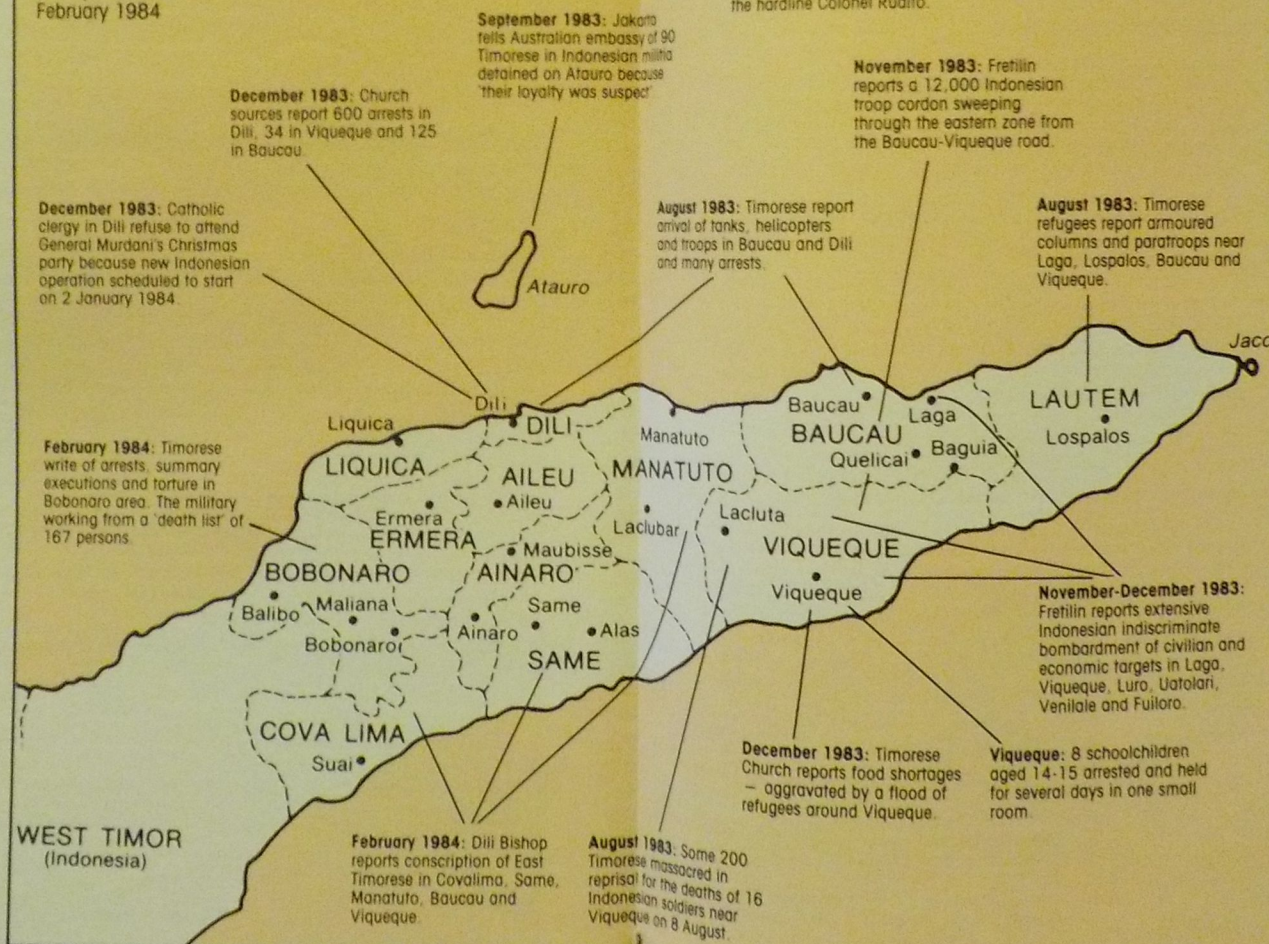 February 1984
the hardline Colonel
September 1983: Jakarta
tells Australian embassy of 90
Timorese in Indonesian militia
detained on Atauro because
'their loyalty was suspect'
November 1983: Fretilin
reports a 12,000 Indonesian
troop cordon sweeping
through the eastern zone from
the Baucau-Viqueque road.
December 1983: Church
sources report 600 arrests in
Dili, 34 in Viqueque and 125
in Baucau.
December 1983: Catholic
clergy in Dili refuse to attend
General Murdani's Christmas
party because new Indonesian
operation scheduled to start
on 2 January 1984.
August 1983: Timorese report
arrival of tanks, helicopters
and troops in Baucau and Dili
and many arrests.
August 1983: Timorese
refugees report armoured
columns and paratroops near
Laga, Lospalos, Baucau and
Viqueque.
Atauro
Jaco
Dili
DILI
Liquica
LIQUICA
Baucau
BAUCAU
Laga
LAUTEM
Lospalos
Manatuto
MANATUTO
Quelicai
Baguia
AILEU
Aileu
Ermera
ERMERA
Laclubar
Lacluta
VIQUEQUE
Viqueque
Maubisse
AINARO
BOBONARO
Balibo
Maliana
Bobonaro
Ainaro
Same
Alas
SAME
COVA LIMA
Suai
WEST TIMOR
(Indonesia)
February 1984: Timorese
write of arrests, summary
executions and torture in
Bobonaro area. The military
working from a 'death list' of
167 persons.
November-December 1983:
Fretilin reports extensive
Indonesian indiscriminate
bombardment of civilian and
economic targets in Laga,
Viqueque, Luro, Uatolari,
Venilale and Fuiloro.
December 1983: Timorese
Church reports food shortages
— aggravated by a flood of
refugees around Viqueque.
Viqueque: 8 schoolchildren
aged 14-15 arrested and held
for several days in one small
room.
February 1984: Dili Bishop
reports conscription of East
Timorese in Covalima, Same,
Manatuto, Baucau and
Viqueque.
August 1983: Some 200
Timorese massacred in
reprisal for the deaths of 16
Indonesian soldiers near
Viqueque on 8 August.